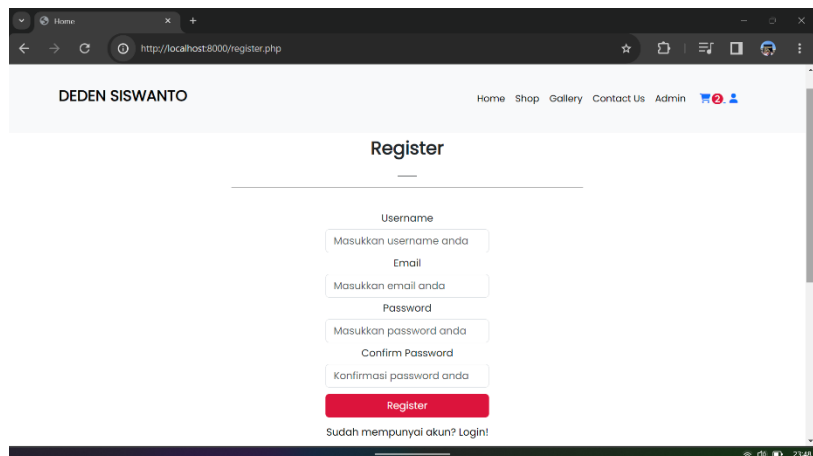 Home
http://localhost:8000/register.php
DEDEN SISWANTO
Home Shop Gallery Contact Us Admin 2
Register
Username
Masukkan username anda
Email
Masukkan email anda
Password
Masukkan password anda
Confirm Password
Konfirmasi password anda
Register
Sudah mempunyai akun? Login!
23:48